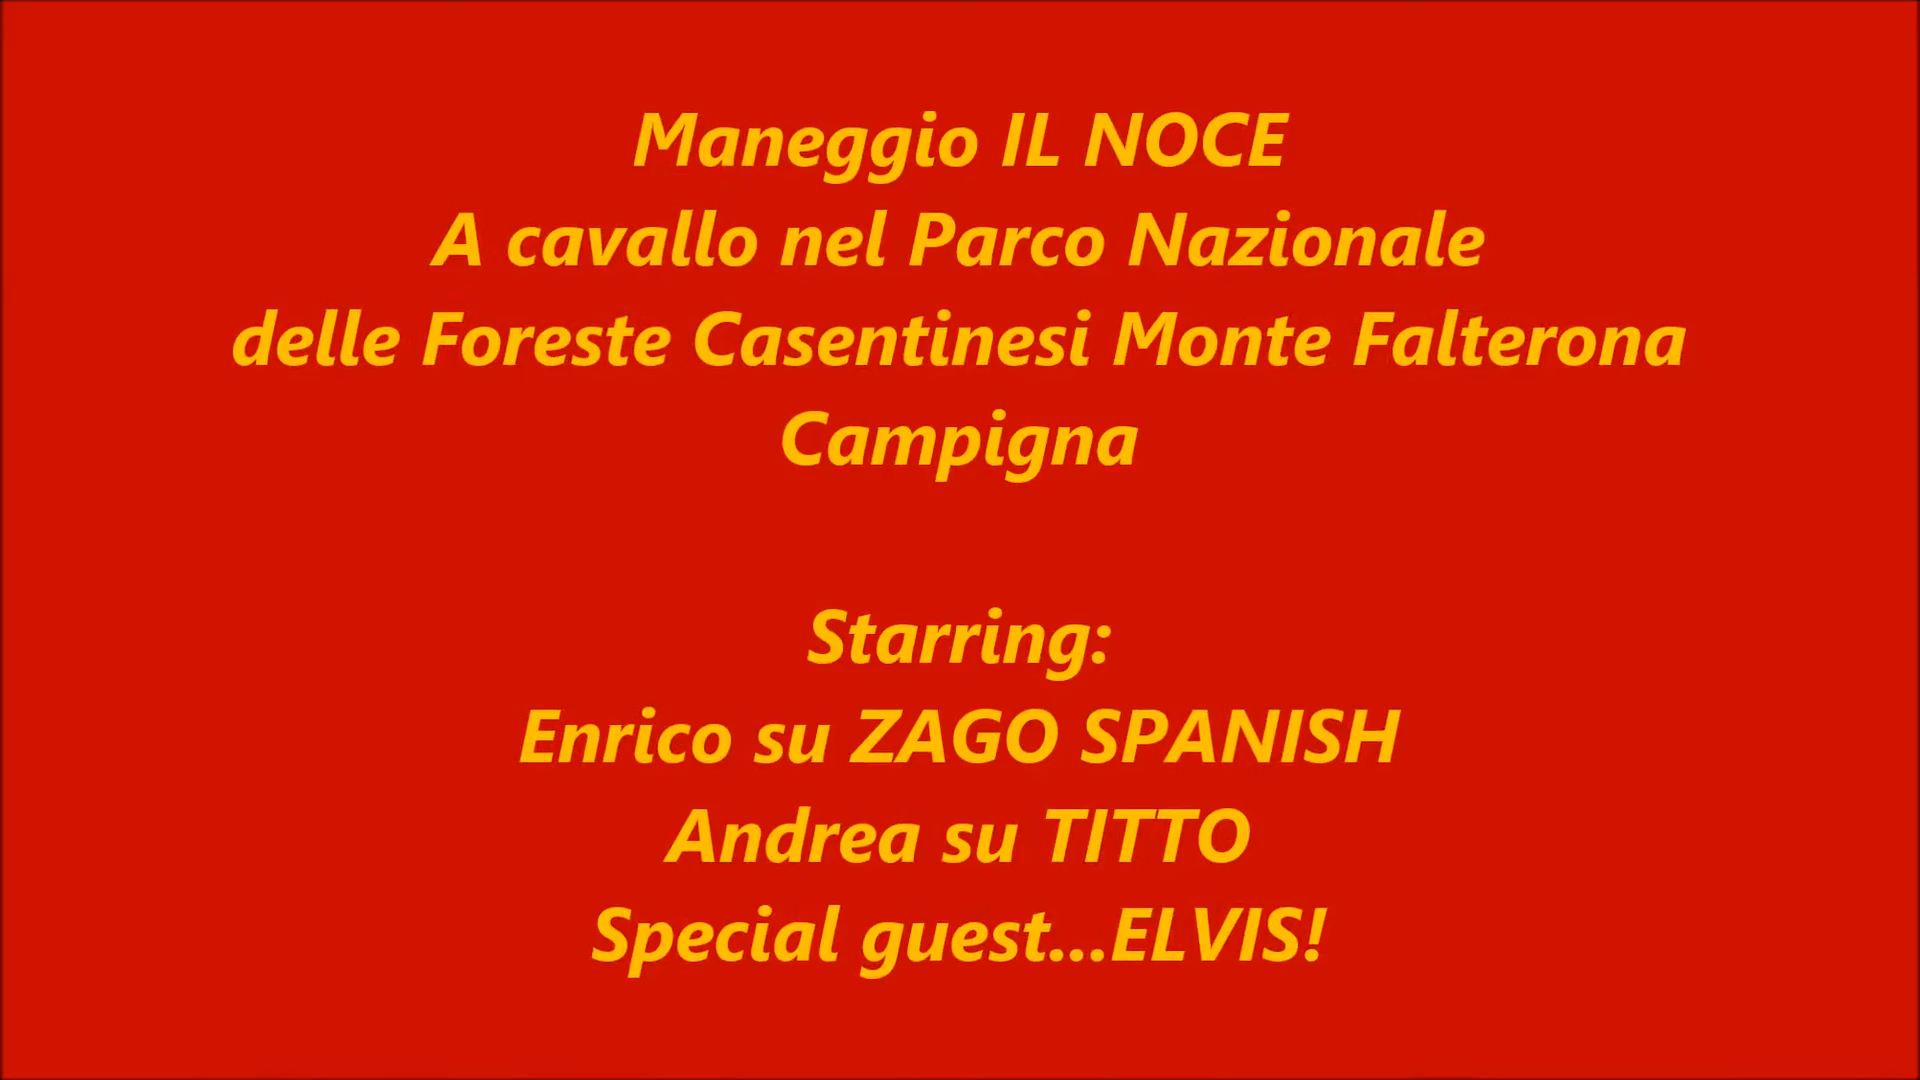 Maneggio IL NOCE
A cavallo nel Parco Nazionale
delle Foreste Casentinesi Monte Falterona
Campigna
Starring:
Enrico su ZAGO SPANISH
Andrea su TITTO
Special guest...ELVIS!